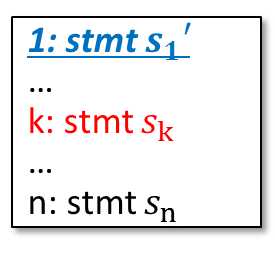 1: stmt s₁′
...
k: stmt sₖ
...
n: stmt sₙ